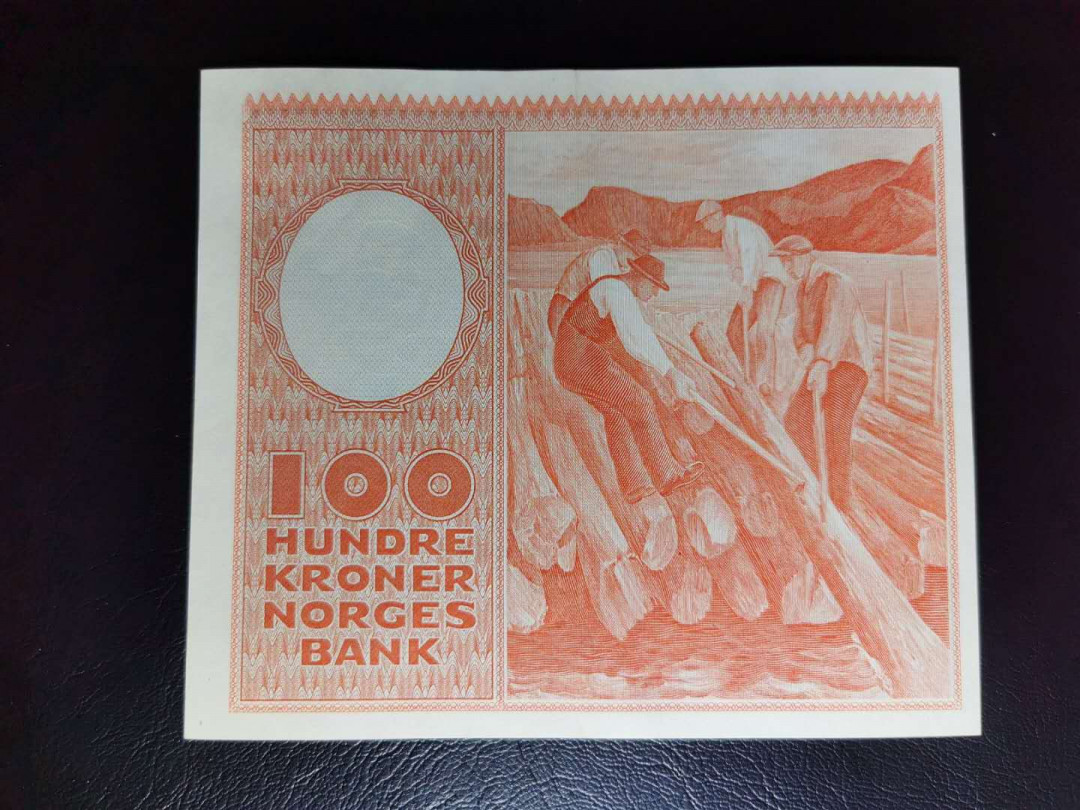 100
HUNDRE
KRONER
NORGES
BANK